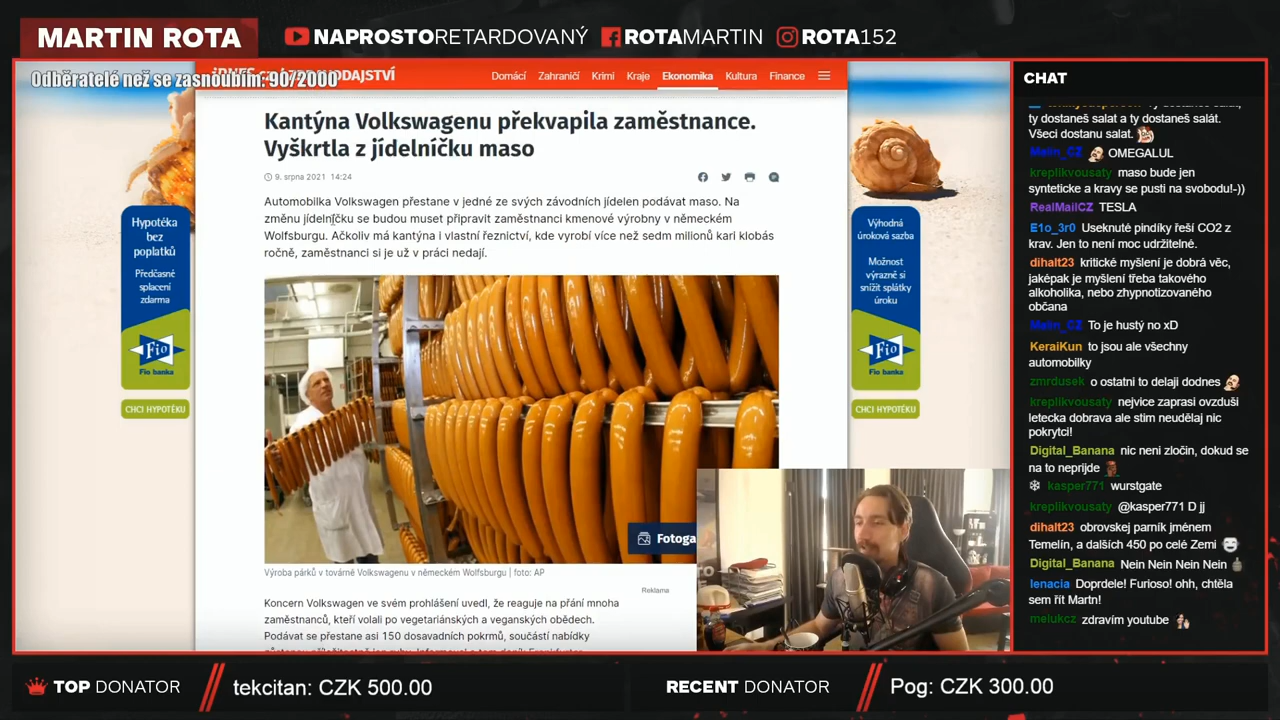 MARTIN ROTA
NAPROSTORETARDOVANÝ
ROTAMARTIN
ROTA152
Odběratelé než se zasnoubím: 90/2000
Domácí Zahraničí Krimi Kraje Ekonomika Kultura Finance
Kantýna Volkswagenu překvapila zaměstnance.
Vyškrtla z jídelníčku maso
9. srpna 2021 14:24
Automobilka Volkswagen přestane v jedné ze svých závodních jídelen podávat maso. Na
změnu jídelníčku se budou muset připravit zaměstnanci kmenové výrobny v německém
Wolfsburgu. Ačkoliv má kantýna i vlastní řeznictví, kde vyrobí více než sedm milionů kari klobás
ročně, zaměstnanci si je už v práci nedají.
Hypotéka
bez
poplatků
Předčasné
splacení
zdarma
Fio
Fio banka
CHCI HYPOTÉKU
Výhodná
úroková sazba
Možnost
výrazně si
snížit splátky
úroku
Fio
Fio banka
CHCI HYPOTÉKU
Fotoga
Výroba párků v továrně Volkswagenu v německém Wolfsburgu | foto: AP
Reklama
Koncern Volkswagen ve svém prohlášení uvedl, že reaguje na přání mnoha
zaměstnanců, kteří volali po vegetariánských a veganských obědech.
Podávat se přestane asi 150 dosavadních pokrmů, součástí nabídky
CHAT
ty dostaneš salat a ty dostaneš salát.
Všeci dostanu salat.
Melin_CZ OMEGALUL
kreplikvousaty maso bude jen
synteticke a kravy se pusti na svobodu!-))
RealMailCZ TESLA
E1o_3r0 Useknuté pindíky řeší CO2 z
krav. Jen to není moc udržitelné.
dihalt23 kritické myšlení je dobrá věc,
jaképak je myšlení třeba takového
alkoholika, nebo zhypnotizovaného
občana
Melin_CZ To je hustý no xD
KeraiKun to jsou ale všechny
automobilky
zmrdusek o ostatni to delaji dodnes
kreplikvousaty nejvice zaprasi ovzduši
letecka dobrava ale stim neudělaj nic
pokrytci!
Digital_Banana nic neni zločin, dokud se
na to neprijde
kasper771 wurstgate
kreplikvousaty @kasper771 D jj
dihalt23 obrovskej parník jménem
Temelín, a dalších 450 po celé Zemi
Digital_Banana Nein Nein Nein Nein
lenacia Doprdele! Furioso! ohh, chtěla
sem řít Martn!
melukcz zdravím youtube
TOP DONATOR
tekcitan: CZK 500.00
RECENT DONATOR
Pog: CZK 300.00